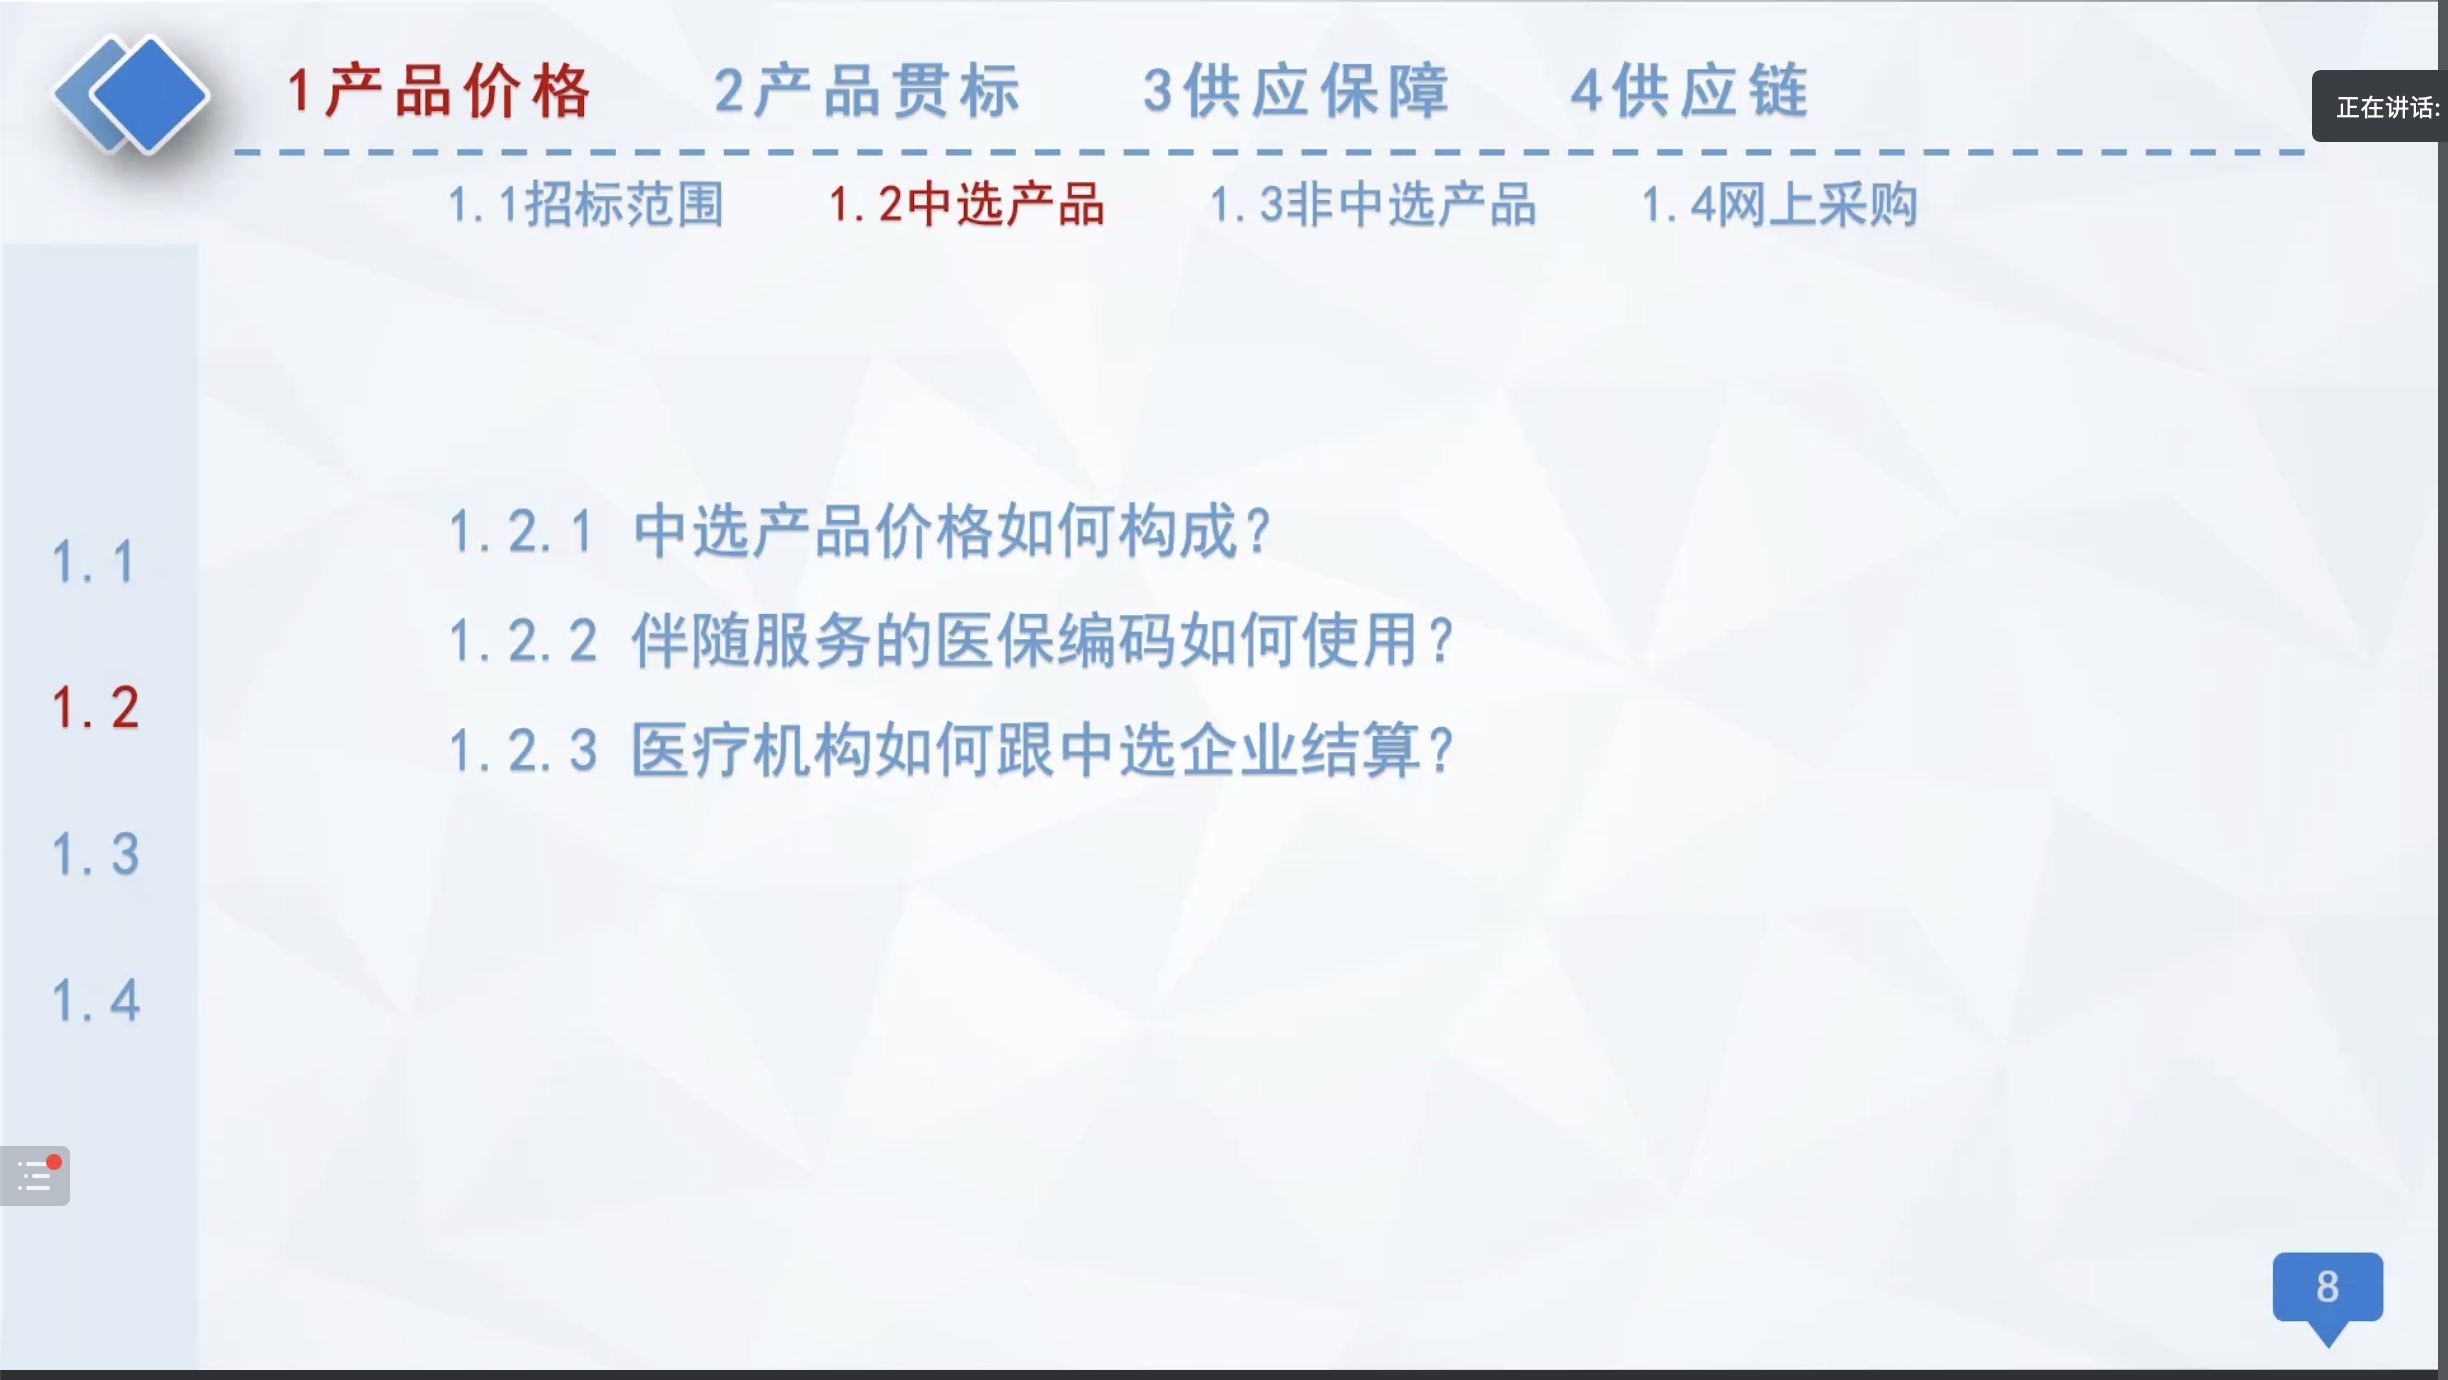 1产品价格 2产品贯标 3供应保障 4供应链
正在讲话:
1.1招标范围 1.2中选产品 1.3非中选产品 1.4网上采购
1.2.1 中选产品价格如何构成?
1.2.2 伴随服务的医保编码如何使用?
1.2.3 医疗机构如何跟中选企业结算?
1.1
1.2
1.3
1.4
8